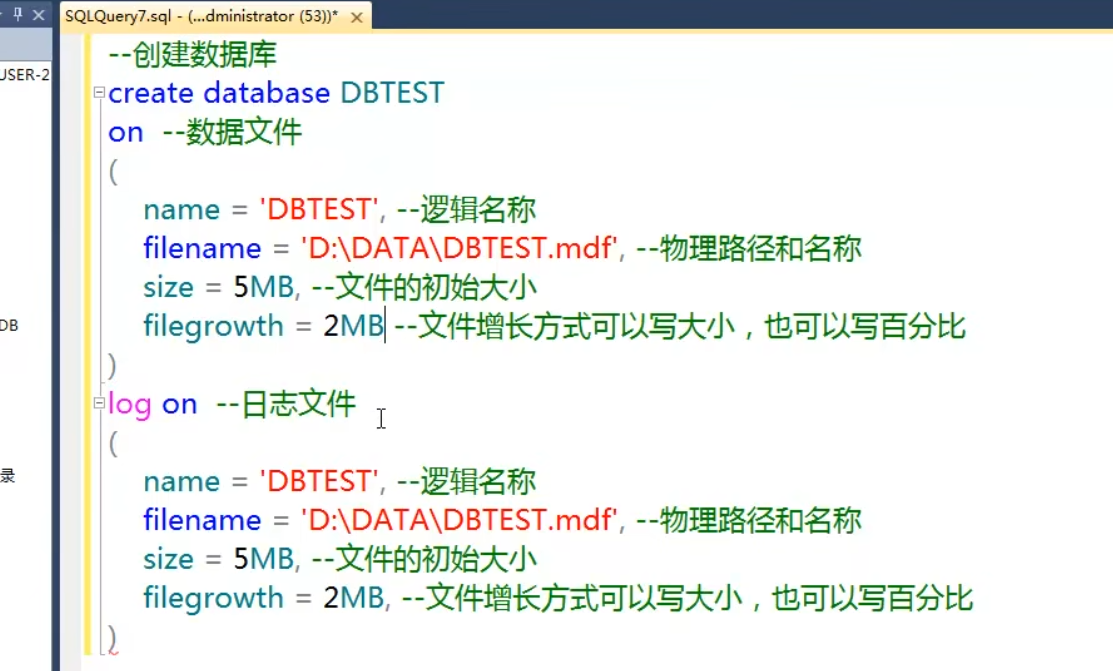 SQLQuery7.sql - (...dministrator (53))*
USER-2
--创建数据库
create database DBTEST
on --数据文件
(
name = 'DBTEST', --逻辑名称
filename = 'D:\DATA\DBTEST.mdf', --物理路径和名称
size = 5MB, --文件的初始大小
filegrowth = 2MB --文件增长方式可以写大小，也可以写百分比
)
DB
log on --日志文件
(
录
name = 'DBTEST', --逻辑名称
filename = 'D:\DATA\DBTEST.mdf', --物理路径和名称
size = 5MB, --文件的初始大小
filegrowth = 2MB, --文件增长方式可以写大小，也可以写百分比
)